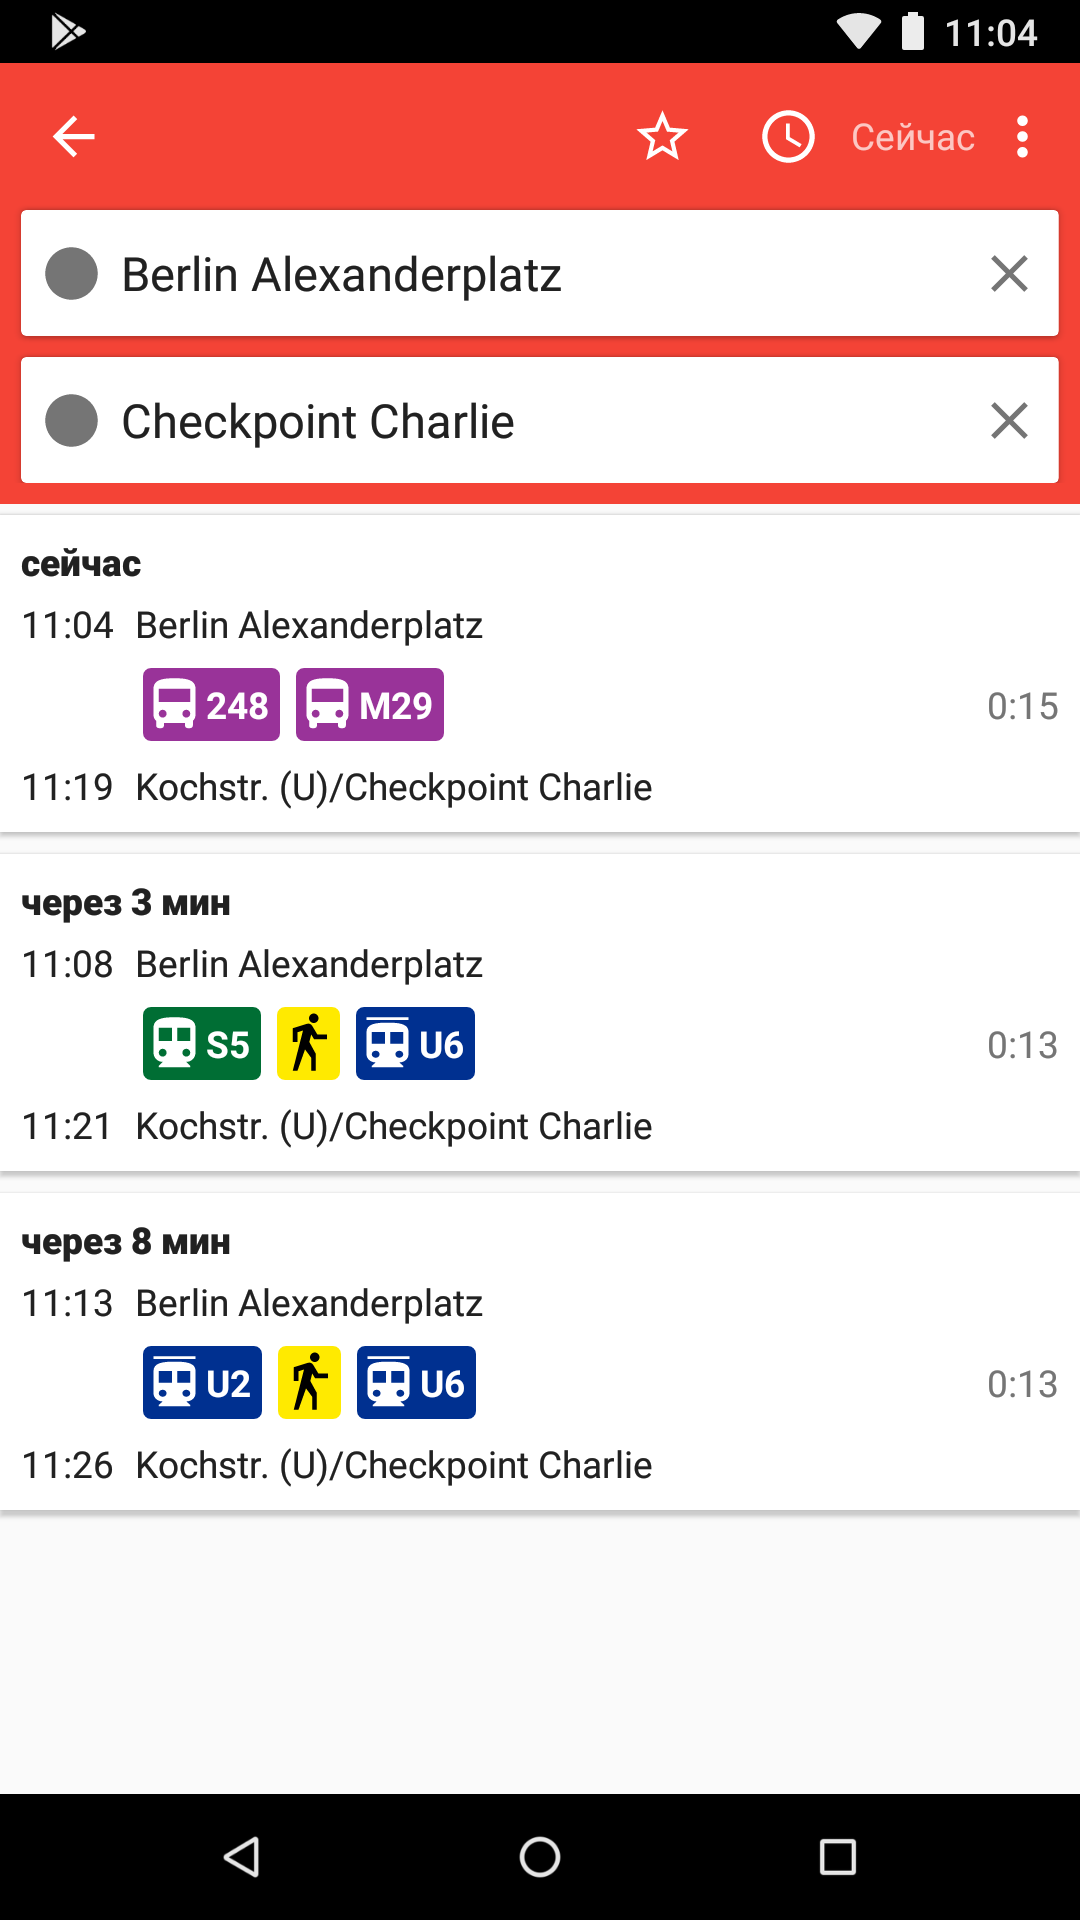 11:04
Сейчас
Berlin Alexanderplatz
Checkpoint Charlie
сейчас
11:04 Berlin Alexanderplatz
248 M29 0:15
11:19 Kochstr. (U)/Checkpoint Charlie
через 3 мин
11:08 Berlin Alexanderplatz
S5 U6 0:13
11:21 Kochstr. (U)/Checkpoint Charlie
через 8 мин
11:13 Berlin Alexanderplatz
U2 U6 0:13
11:26 Kochstr. (U)/Checkpoint Charlie